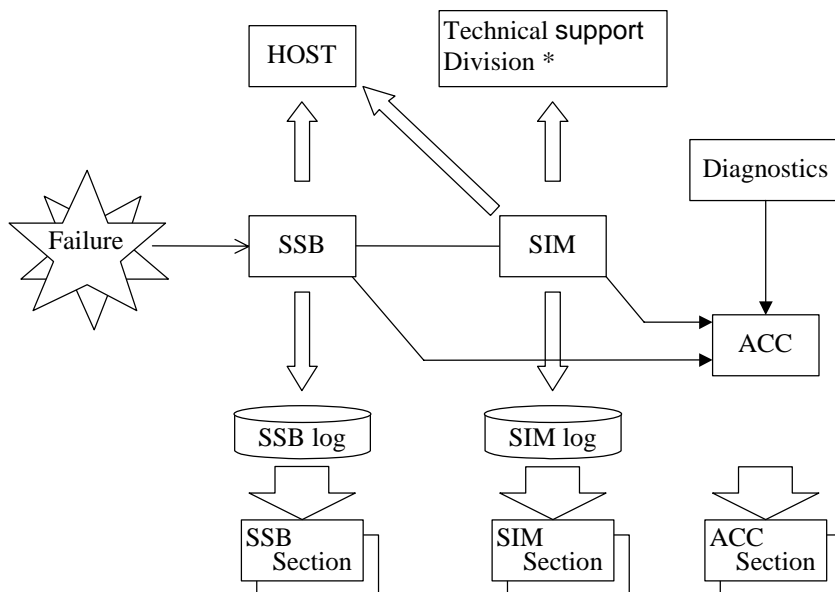 HOST
Technical support
Division *
Diagnostics
Failure
SSB
SIM
ACC
SSB log
SIM log
SSB
Section
SIM
Section
ACC
Section